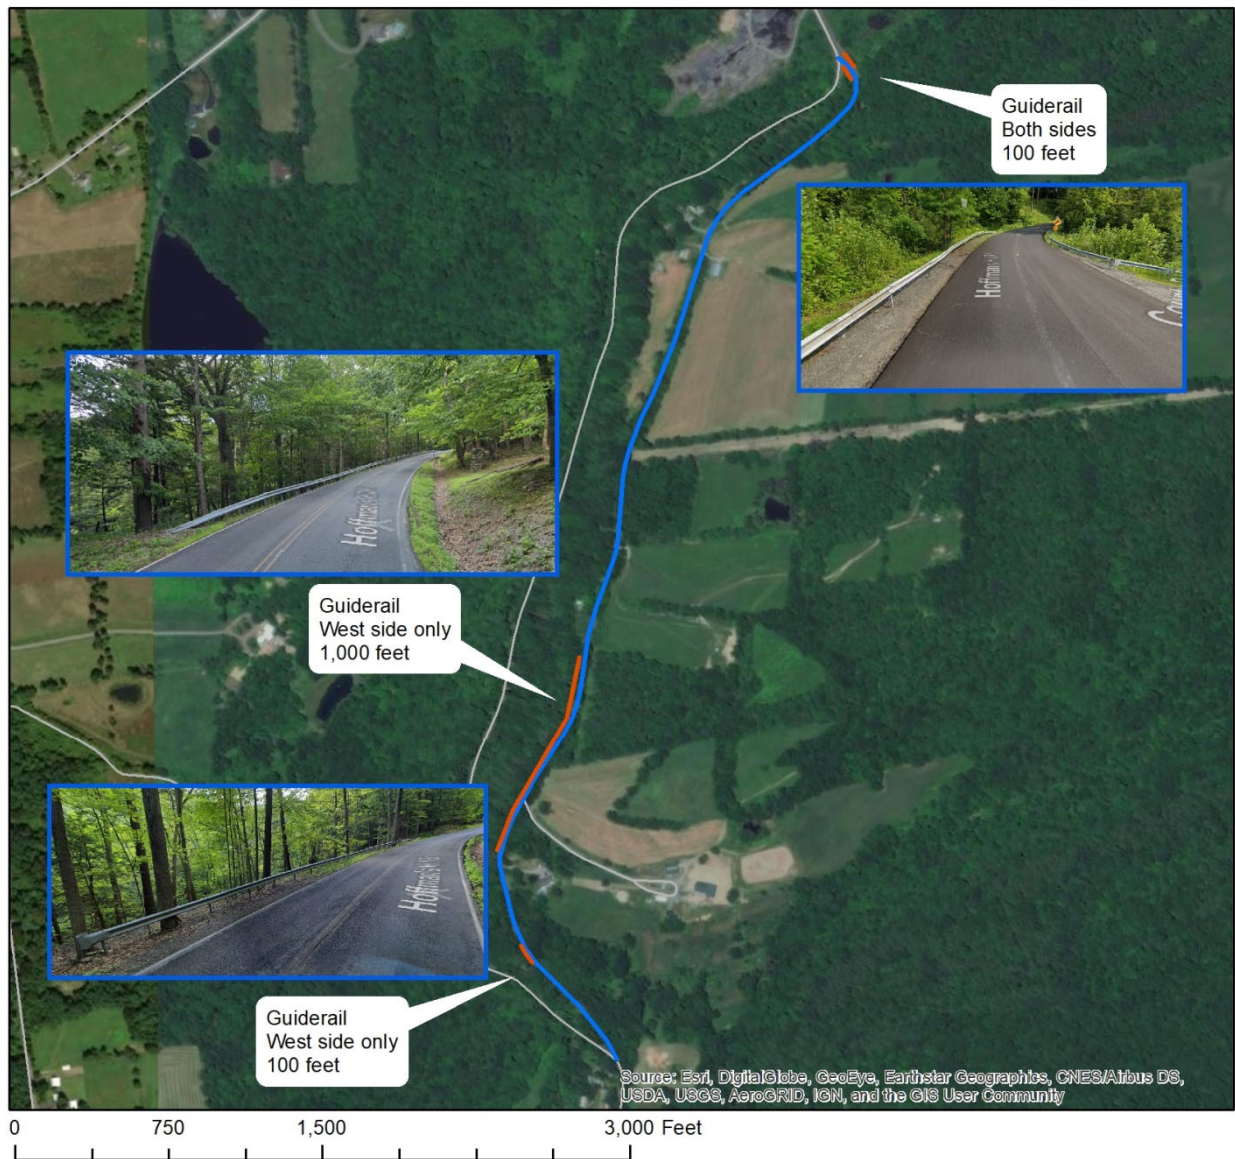 Guiderail
Both sides
100 feet
Guiderail
West side only
1,000 feet
Guiderail
West side only
100 feet
Source: Esri, DigitalGlobe, GeoEye, Earthstar Geographics, CNES/Airbus DS,
USDA, USGS, AeroGRID, IGN, and the GIS User Community
0 750 1,500 3,000 Feet